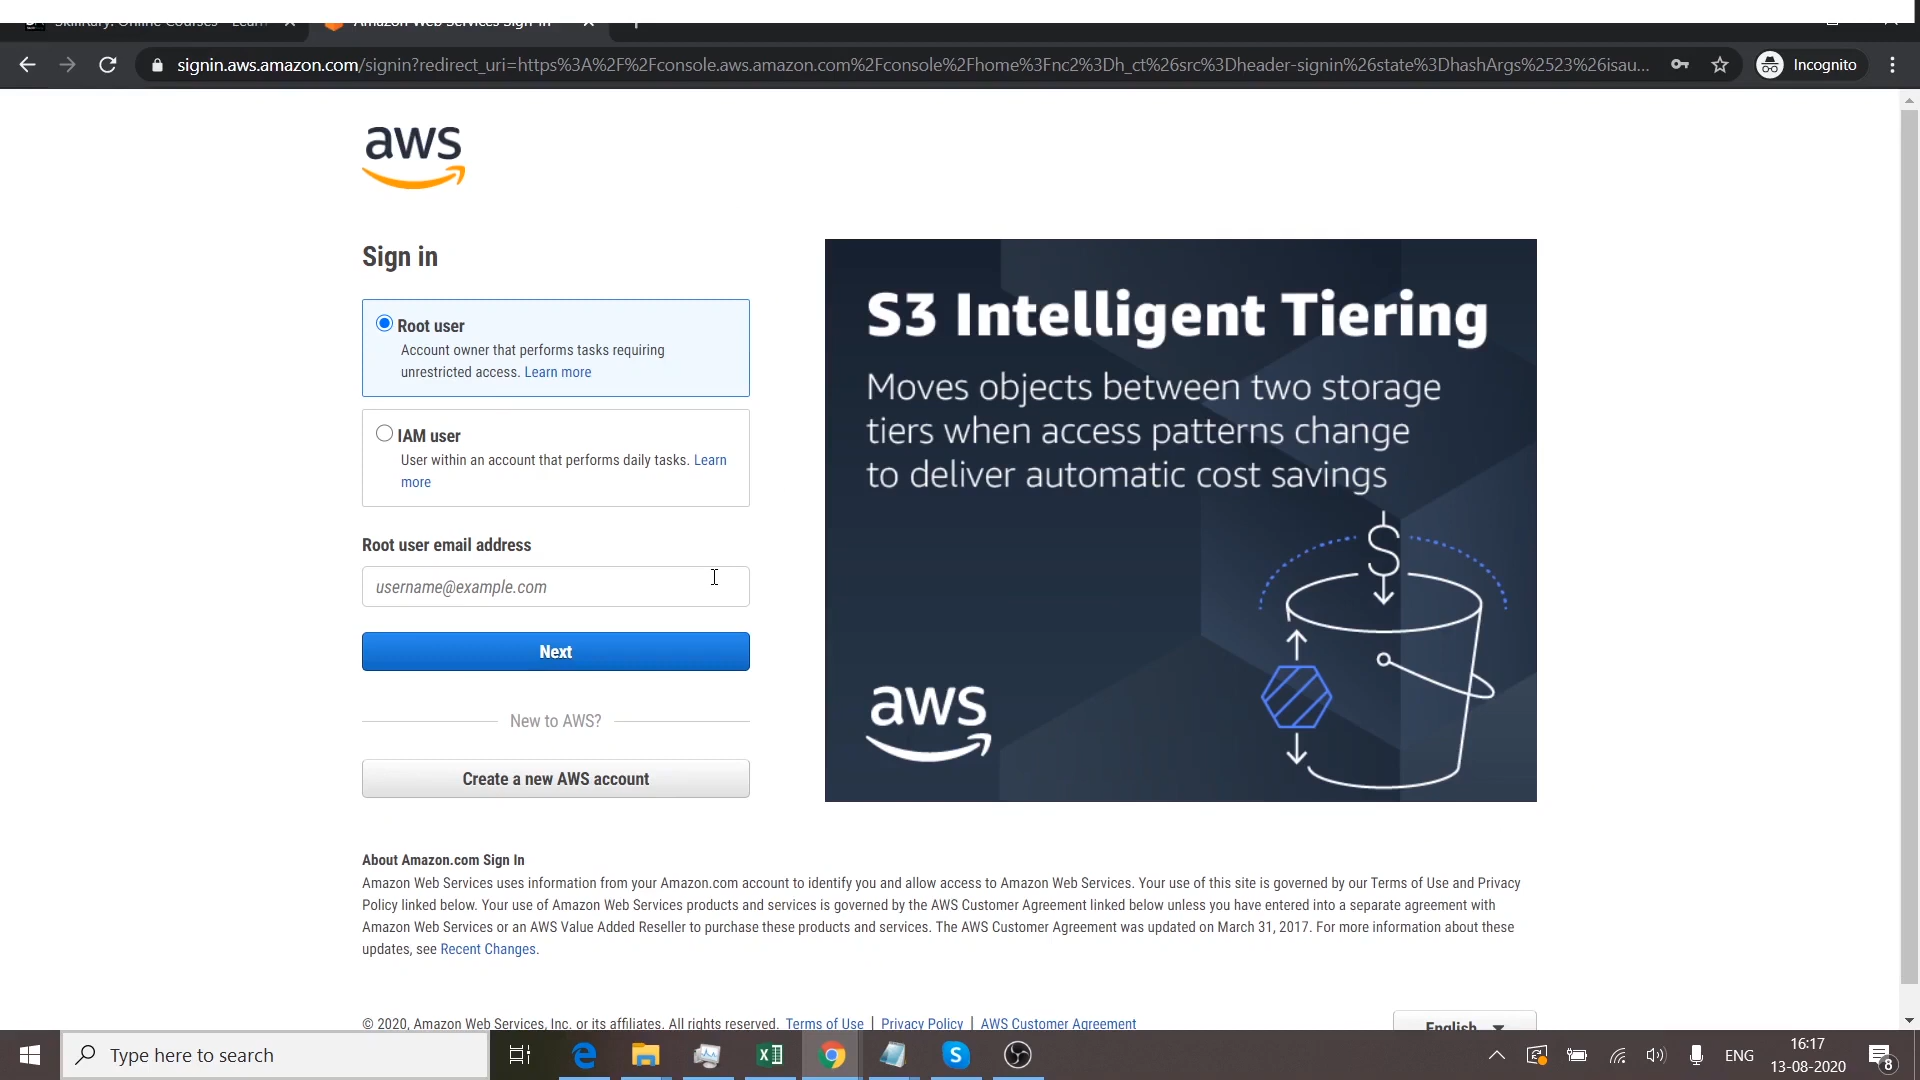 SkillRary: Online Courses - Learn
Amazon Web Services Sign-In
signin.aws.amazon.com/signin?redirect_uri=https%3A%2F%2Fconsole.aws.amazon.com%2Fconsole%2Fhome%3Fnc2%3Dh_ct%26src%3Dheader-signin%26state%3DhashArgs%2523%26isau...
Incognito
aws
Sign in
Root user
Account owner that performs tasks requiring
unrestricted access. Learn more
IAM user
User within an account that performs daily tasks. Learn
more
Root user email address
username@example.com
Next
New to AWS?
Create a new AWS account
S3 Intelligent Tiering
Moves objects between two storage
tiers when access patterns change
to deliver automatic cost savings
aws
About Amazon.com Sign In
Amazon Web Services uses information from your Amazon.com account to identify you and allow access to Amazon Web Services. Your use of this site is governed by our Terms of Use and Privacy
Policy linked below. Your use of Amazon Web Services products and services is governed by the AWS Customer Agreement linked below unless you have entered into a separate agreement with
Amazon Web Services or an AWS Value Added Reseller to purchase these products and services. The AWS Customer Agreement was updated on March 31, 2017. For more information about these
updates, see Recent Changes.
© 2020, Amazon Web Services, Inc. or its affiliates. All rights reserved. Terms of Use | Privacy Policy | AWS Customer Agreement
English
Type here to search
ENG
16:17
13-08-2020
8